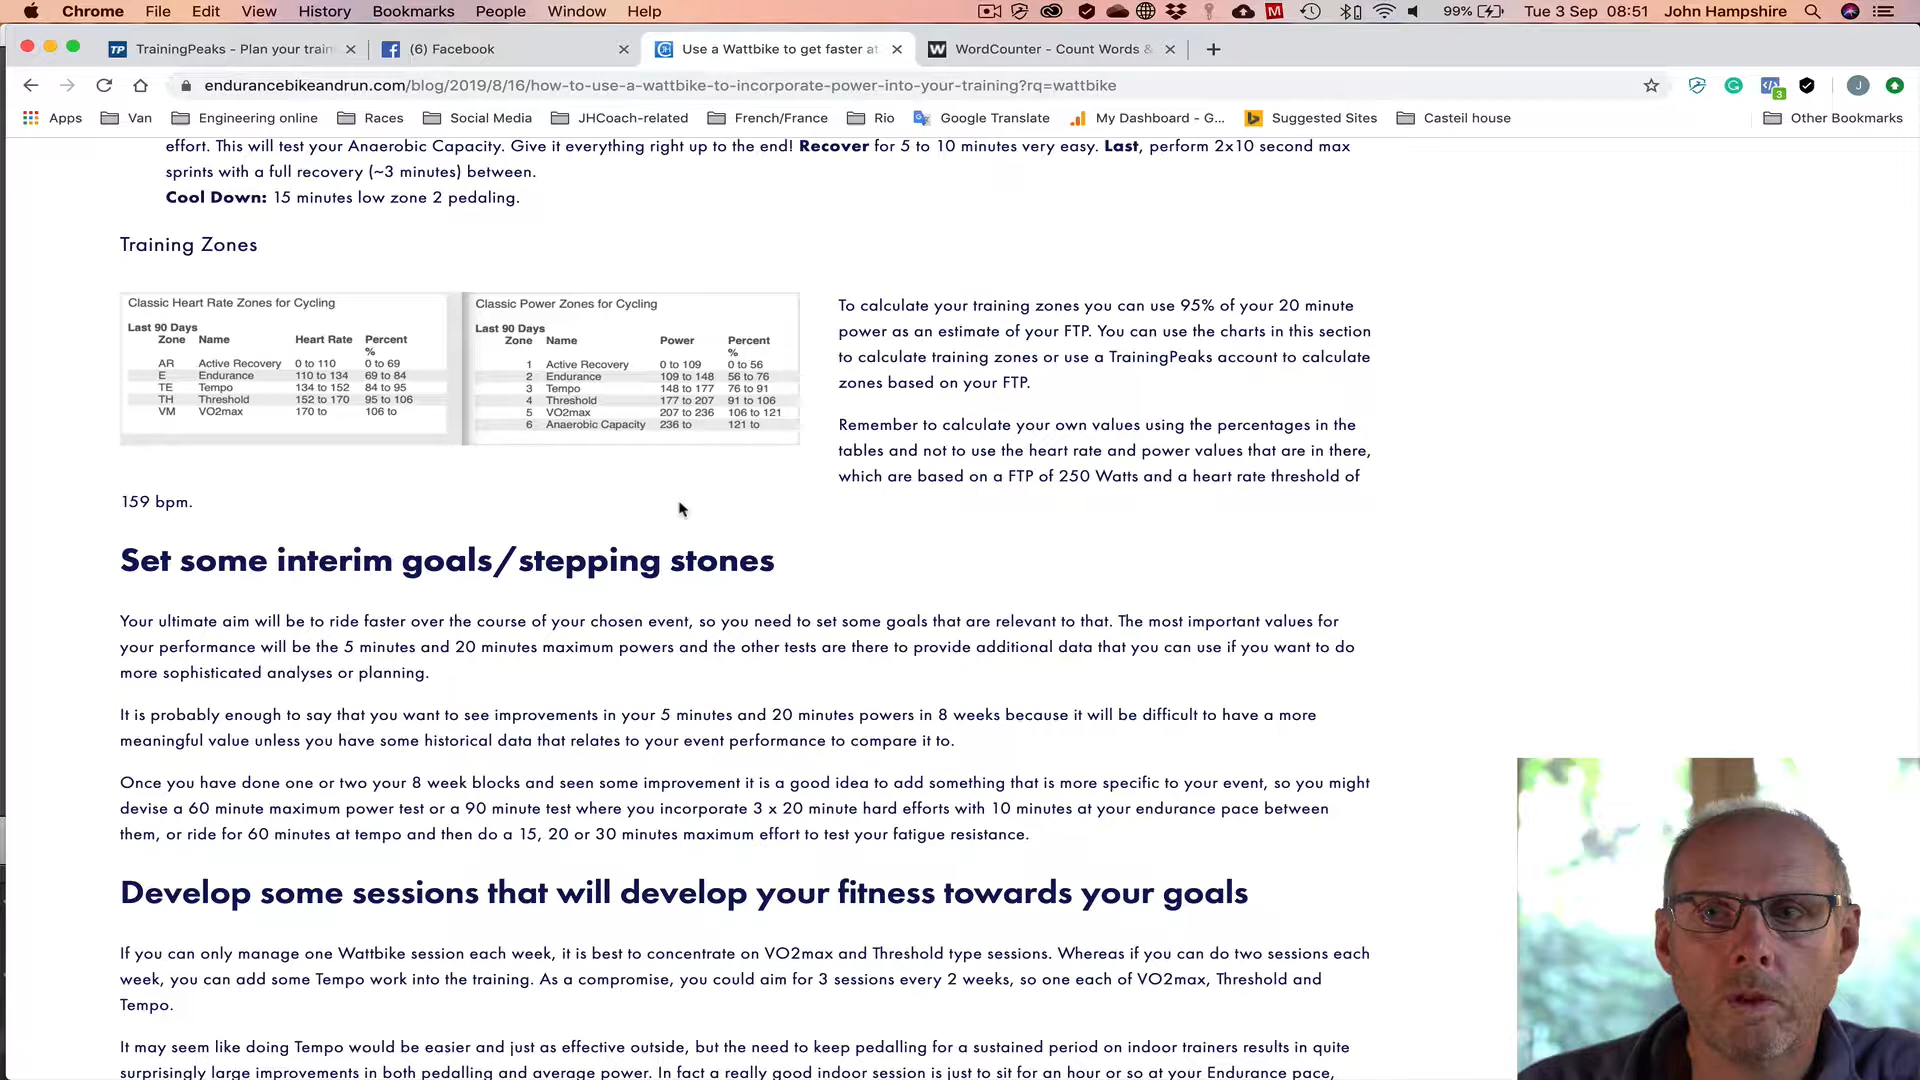 Chrome File Edit View History Bookmarks People Window Help 99% Tue 3 Sep 08:51 John Hampshire
TrainingPeaks - Plan your train (6) Facebook Use a Wattbike to get faster at WordCounter - Count Words &
endurancebikeandrun.com/blog/2019/8/16/how-to-use-a-wattbike-to-incorporate-power-into-your-training?rq=wattbike
Apps Van Engineering online Races Social Media JHCoach-related French/France Rio Google Translate My Dashboard - G... Suggested Sites Casteil house Other Bookmarks
effort. This will test your Anaerobic Capacity. Give it everything right up to the end! Recover for 5 to 10 minutes very easy. Last, perform 2x10 second max
sprints with a full recovery (~3 minutes) between.
Cool Down: 15 minutes low zone 2 pedaling.
Training Zones
Classic Heart Rate Zones for Cycling
Last 90 Days
Zone Name Heart Rate Percent %
AR Active Recovery 0 to 110 0 to 69
E Endurance 110 to 134 69 to 84
TE Tempo 134 to 152 84 to 95
TH Threshold 152 to 170 95 to 106
VM VO2max 170 to 106 to
Classic Power Zones for Cycling
Last 90 Days
Zone Name Power Percent %
1 Active Recovery 0 to 109 0 to 56
2 Endurance 109 to 148 56 to 76
3 Tempo 148 to 177 76 to 91
4 Threshold 177 to 207 91 to 106
5 VO2max 207 to 236 106 to 121
6 Anaerobic Capacity 236 to 121 to
To calculate your training zones you can use 95% of your 20 minute
power as an estimate of your FTP. You can use the charts in this section
to calculate training zones or use a TrainingPeaks account to calculate
zones based on your FTP.
Remember to calculate your own values using the percentages in the
tables and not to use the heart rate and power values that are in there,
which are based on a FTP of 250 Watts and a heart rate threshold of
159 bpm.
Set some interim goals/stepping stones
Your ultimate aim will be to ride faster over the course of your chosen event, so you need to set some goals that are relevant to that. The most important values for
your performance will be the 5 minutes and 20 minutes maximum powers and the other tests are there to provide additional data that you can use if you want to do
more sophisticated analyses or planning.
It is probably enough to say that you want to see improvements in your 5 minutes and 20 minutes powers in 8 weeks because it will be difficult to have a more
meaningful value unless you have some historical data that relates to your event performance to compare it to.
Once you have done one or two your 8 week blocks and seen some improvement it is a good idea to add something that is more specific to your event, so you might
devise a 60 minute maximum power test or a 90 minute test where you incorporate 3 x 20 minute hard efforts with 10 minutes at your endurance pace between
them, or ride for 60 minutes at tempo and then do a 15, 20 or 30 minutes maximum effort to test your fatigue resistance.
Develop some sessions that will develop your fitness towards your goals
If you can only manage one Wattbike session each week, it is best to concentrate on VO2max and Threshold type sessions. Whereas if you can do two sessions each
week, you can add some Tempo work into the training. As a compromise, you could aim for 3 sessions every 2 weeks, so one each of VO2max, Threshold and
Tempo.
It may seem like doing Tempo would be easier and just as effective outside, but the need to keep pedalling for a sustained period on indoor trainers results in quite
surprisingly large improvements in both pedalling and average power. In fact a really good indoor session is just to sit for an hour or so at your Endurance pace,